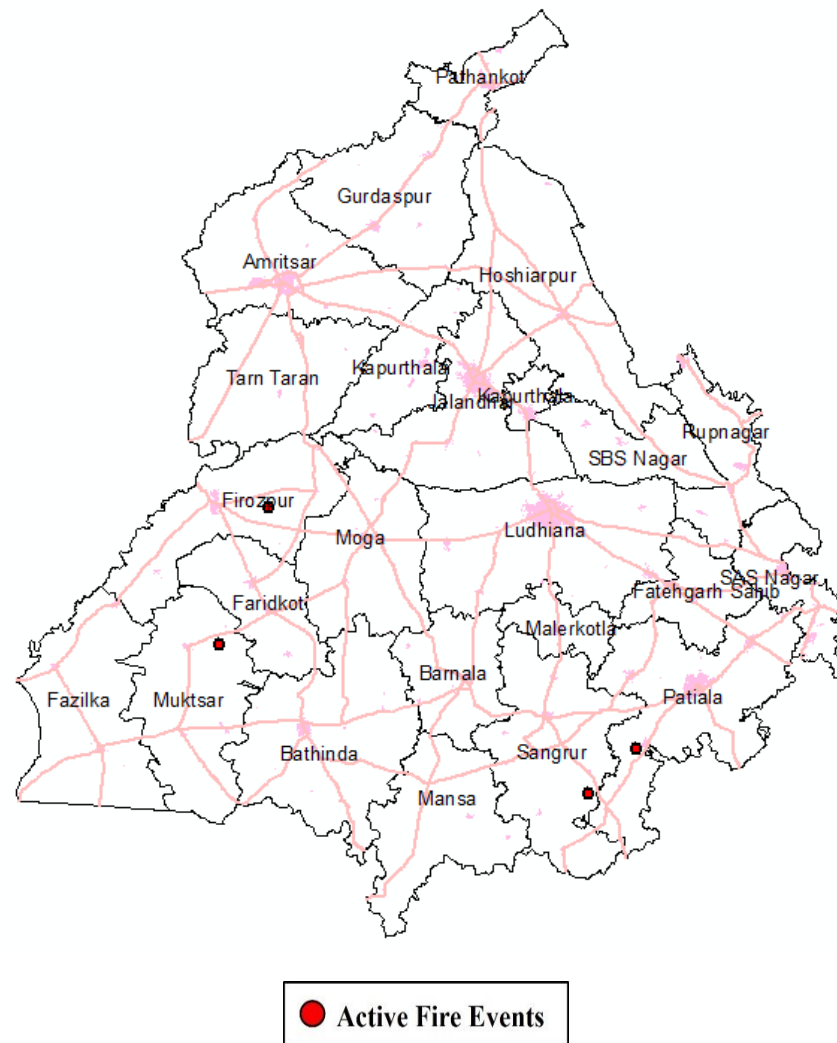 Pathankot
Gurdaspur
Amritsar
Hoshiarpur
Tarn Taran
Kapurthala
Kapurthala
Jalandhar
Rupnagar
SBS Nagar
Firozpur
Moga
Ludhiana
SAS Nagar
Fatehgarh Sahib
Faridkot
Malerkotla
Barnala
Fazilka
Muktsar
Patiala
Bathinda
Sangrur
Mansa
Active Fire Events